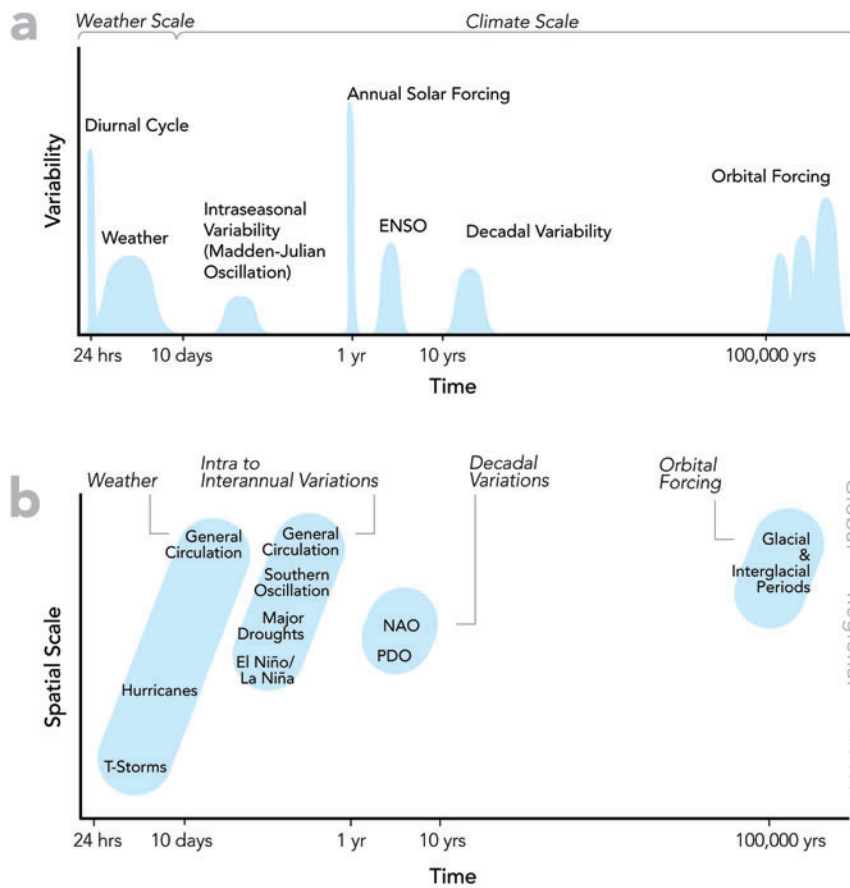 a
Weather Scale
Climate Scale
Variability
Diurnal Cycle
Weather
Intraseasonal
Variability
(Madden-Julian
Oscillation)
Annual Solar Forcing
ENSO
Decadal Variability
Orbital Forcing
24 hrs
10 days
1 yr
10 yrs
100,000 yrs
Time
b
Weather
Intra to
Interannual Variations
Decadal
Variations
Orbital
Forcing
Spatial Scale
General
Circulation
Hurricanes
T-Storms
General
Circulation
Southern
Oscillation
Major
Droughts
El Niño/
La Niña
NAO
PDO
Glacial
&
Interglacial
Periods
Global
Regional
24 hrs
10 days
1 yr
10 yrs
100,000 yrs
Time